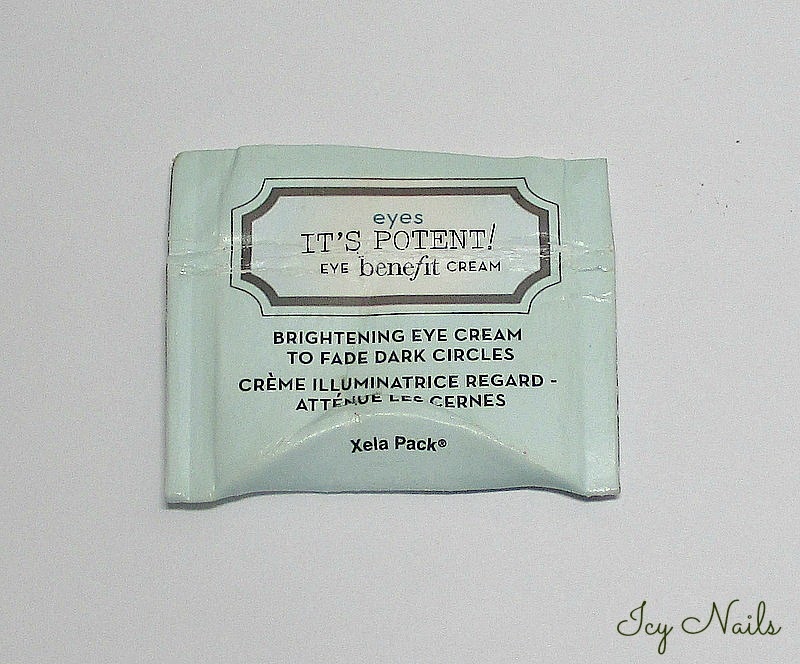 eyes
IT'S POTENT!
EYE benefit CREAM
BRIGHTENING EYE CREAM
TO FADE DARK CIRCLES
CRÈME ILLUMINATRICE REGARD -
ATTÉNUE LES CERNES
Xela Pack®
Icy Nails